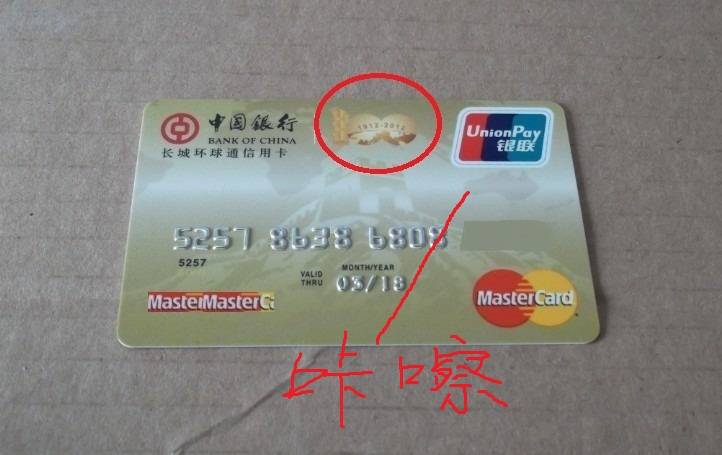 中国银行
BANK OF CHINA
长城环球通信用卡
1912-2012
UnionPay
银联
5257 8638 6808
5257
VALID THRU
MONTH/YEAR
03/18
MasterMasterCa
MasterCard
咔嚓